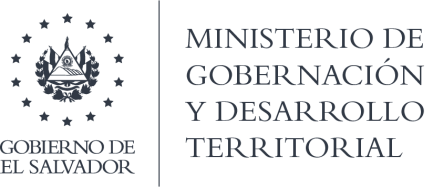 GOBIERNO DE
EL SALVADOR
MINISTERIO DE
GOBERNACIÓN
Y DESARROLLO
TERRITORIAL